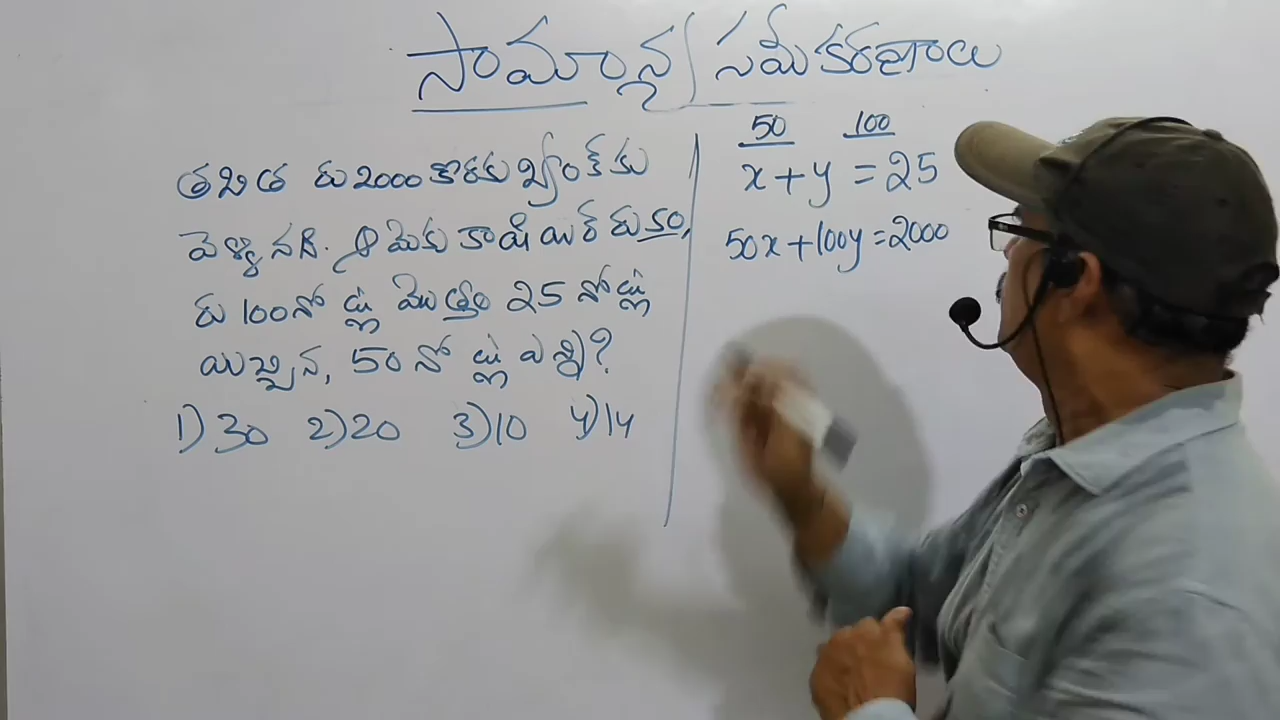 సామాన్య సమీకరణాలు
తబిత రు 2000 కొరకు బ్యాంక్ కు
వెళ్ళినది. ఆమెకు కాషియర్ రు 50,
రు 100 నోట్లు మొత్తం 25 నోట్లు
యిచ్చిన, 50 నోట్లు ఎన్ని?
1) 30 2) 20 3) 10 4) 14
50 100
x + y = 25
50x + 100y = 2000